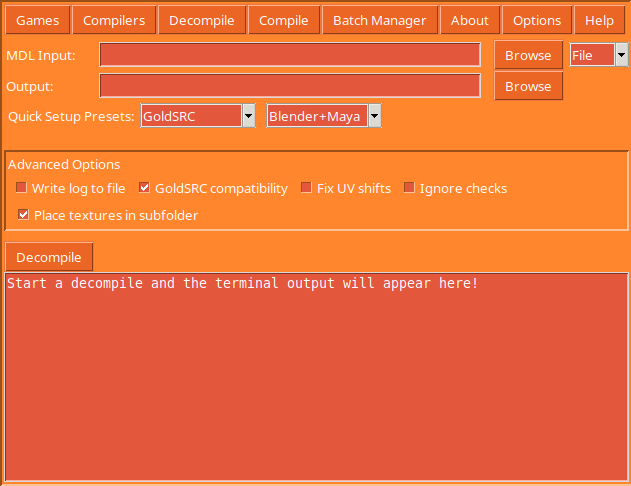 Games Compilers Decompile Compile Batch Manager About Options Help
MDL Input: Browse File
Output: Browse
Quick Setup Presets: GoldSRC Blender+Maya
Advanced Options
Write log to file GoldSRC compatibility Fix UV shifts Ignore checks
Place textures in subfolder
Decompile
Start a decompile and the terminal output will appear here!